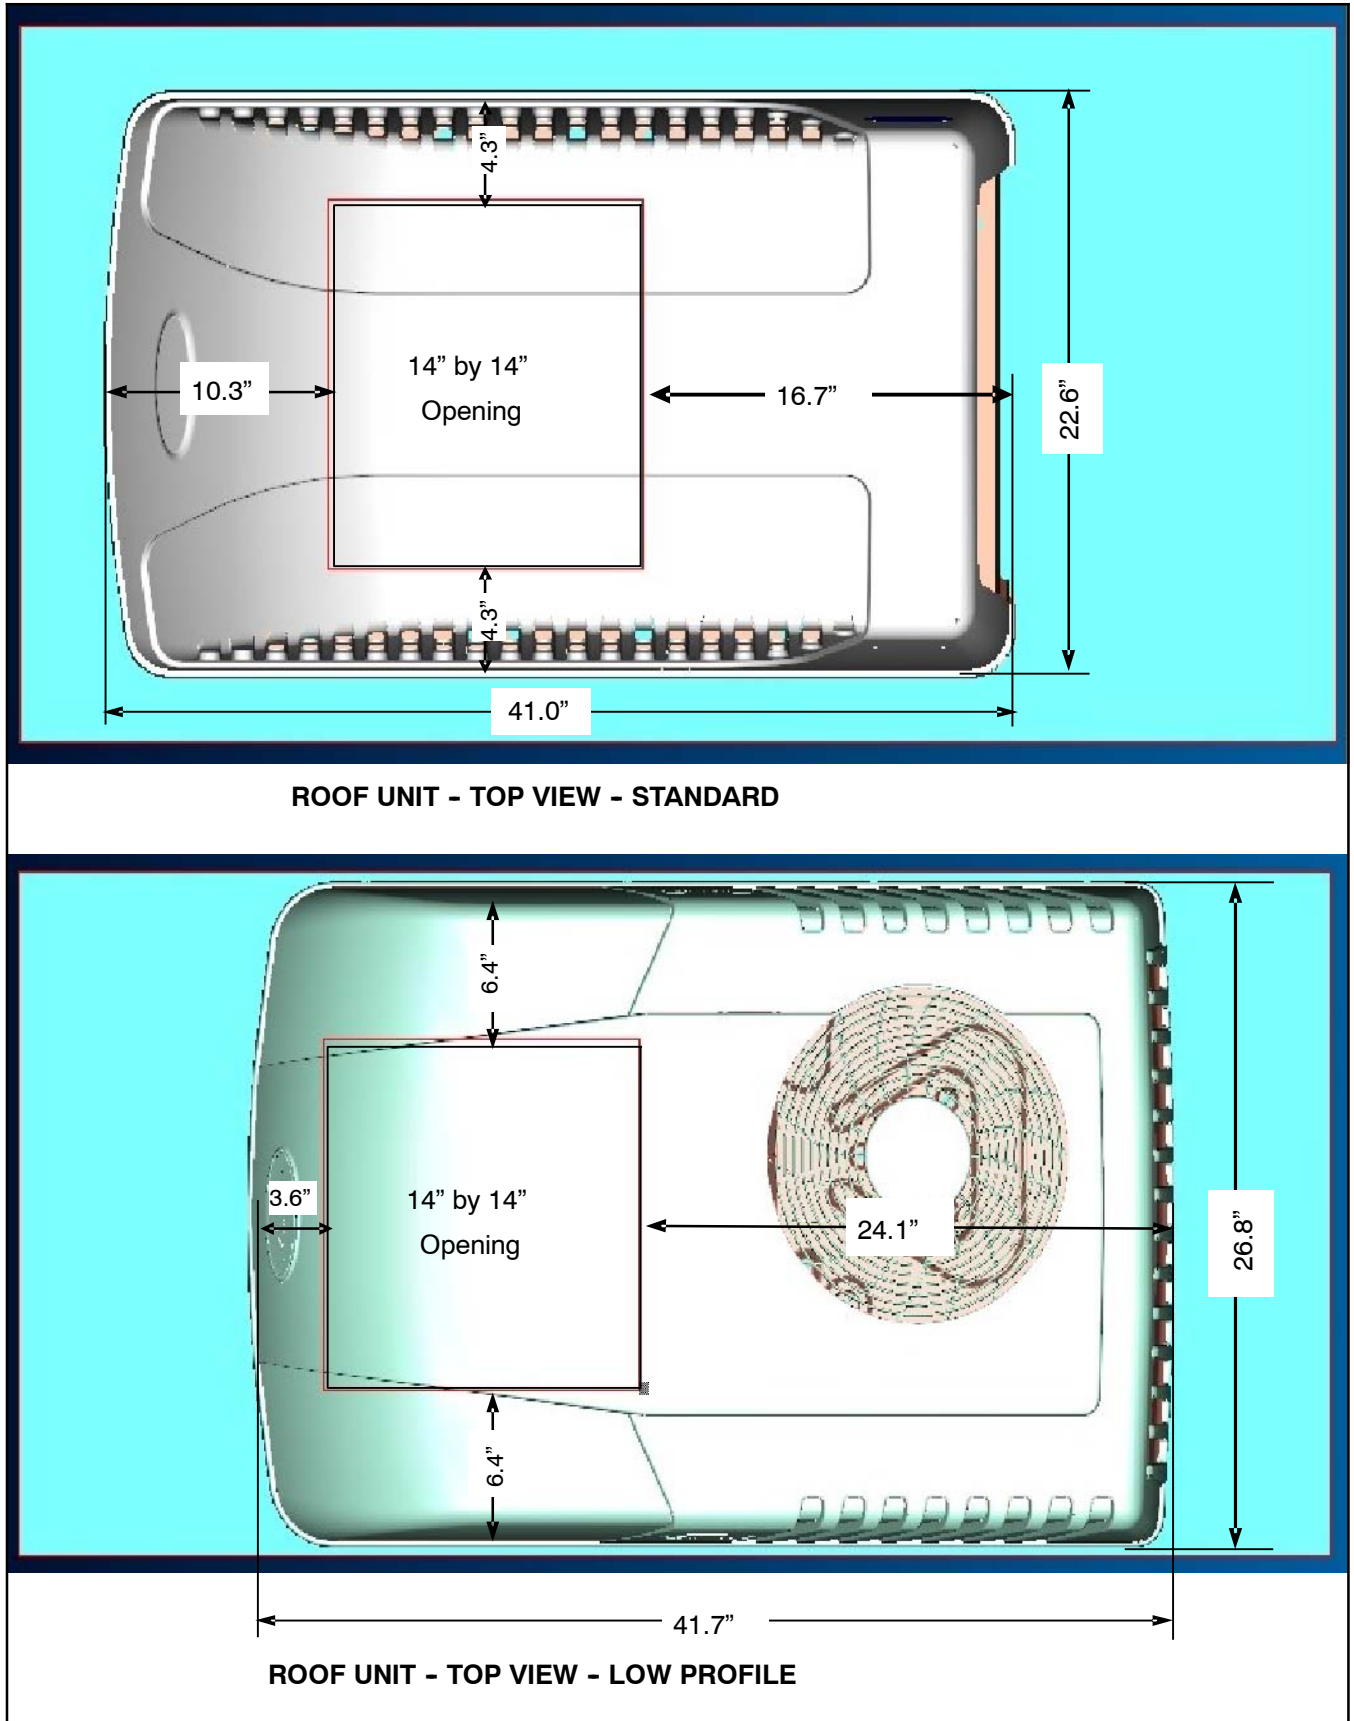 4.3”
14” by 14”
Opening
10.3”
16.7”
22.6”
4.3”
41.0”
ROOF UNIT - TOP VIEW - STANDARD
6.4”
3.6”
14” by 14”
Opening
24.1”
26.8”
6.4”
41.7”
ROOF UNIT - TOP VIEW - LOW PROFILE